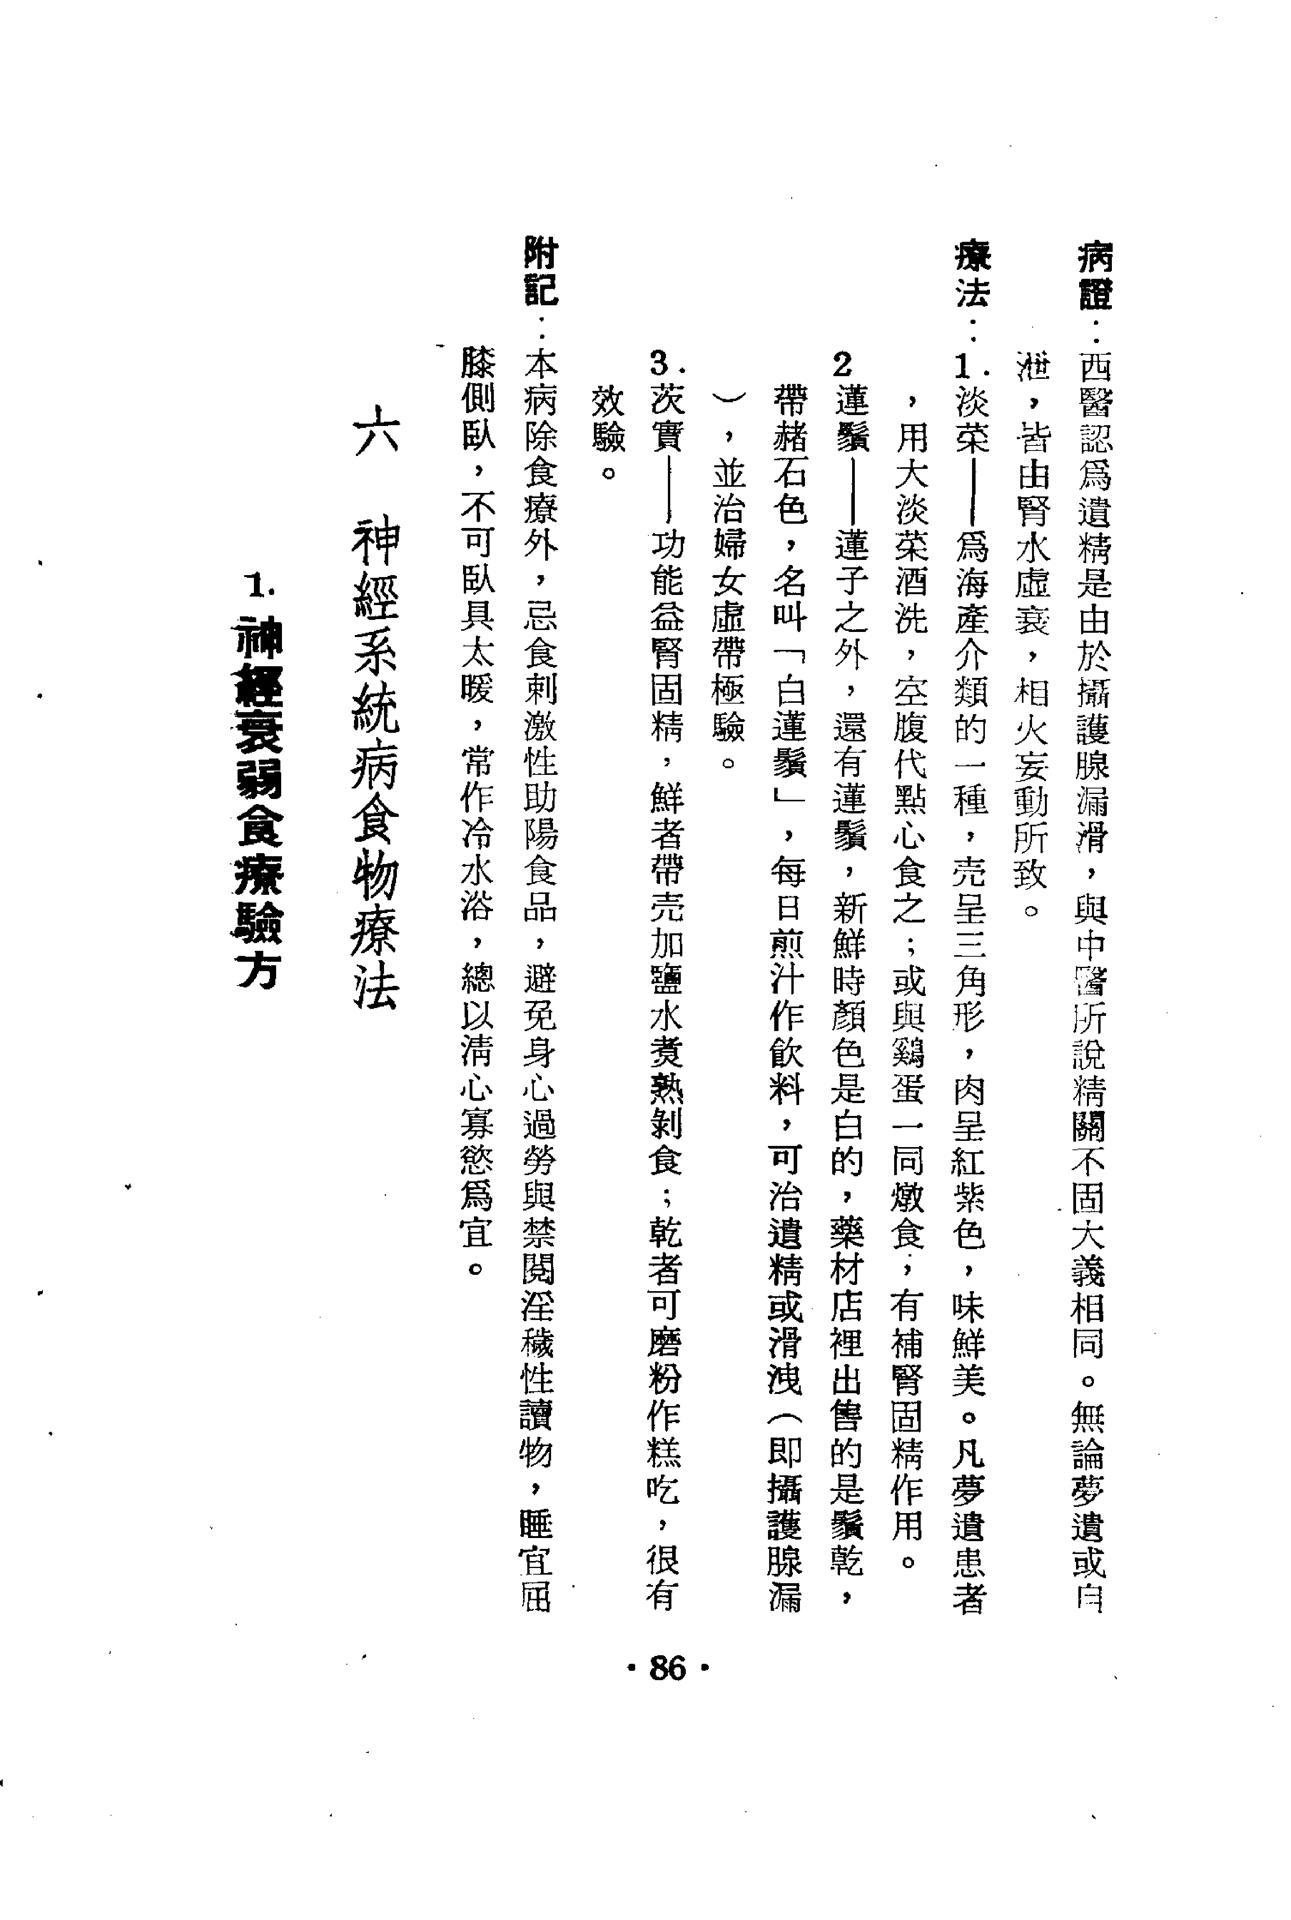 病證：西醫認爲遺精是由於攝護腺漏滑，與中醫所說精關不固大義相同。無論夢遺或自
泄，皆由腎水虛衰，相火妄動所致。
療法：1.淡菜——爲海產介類的一種，壳呈三角形，肉呈紅紫色，味鮮美。凡夢遺患者
，用大淡菜酒洗，空腹代點心食之；或與鷄蛋一同燉食，有補腎固精作用。
2蓮鬚——蓮子之外，還有蓮鬚，新鮮時顏色是白的，藥材店裡出售的是鬚乾，
帶赭石色，名叫「白蓮鬚」，每日煎汁作飲料，可治遺精或滑洩（即攝護腺漏
），並治婦女虛帶極驗。
3.茨實——功能益腎固精，鮮者帶壳加鹽水煑熟剝食；乾者可磨粉作糕吃，很有
效驗。
附記：本病除食療外，忌食刺激性助陽食品，避免身心過勞與禁閱淫穢性讀物，睡宜屈
膝側臥，不可臥具太暖，常作冷水浴，總以淸心寡慾爲宜。
六　神經系統病食物療法
1.神經衰弱食療驗方
·86·